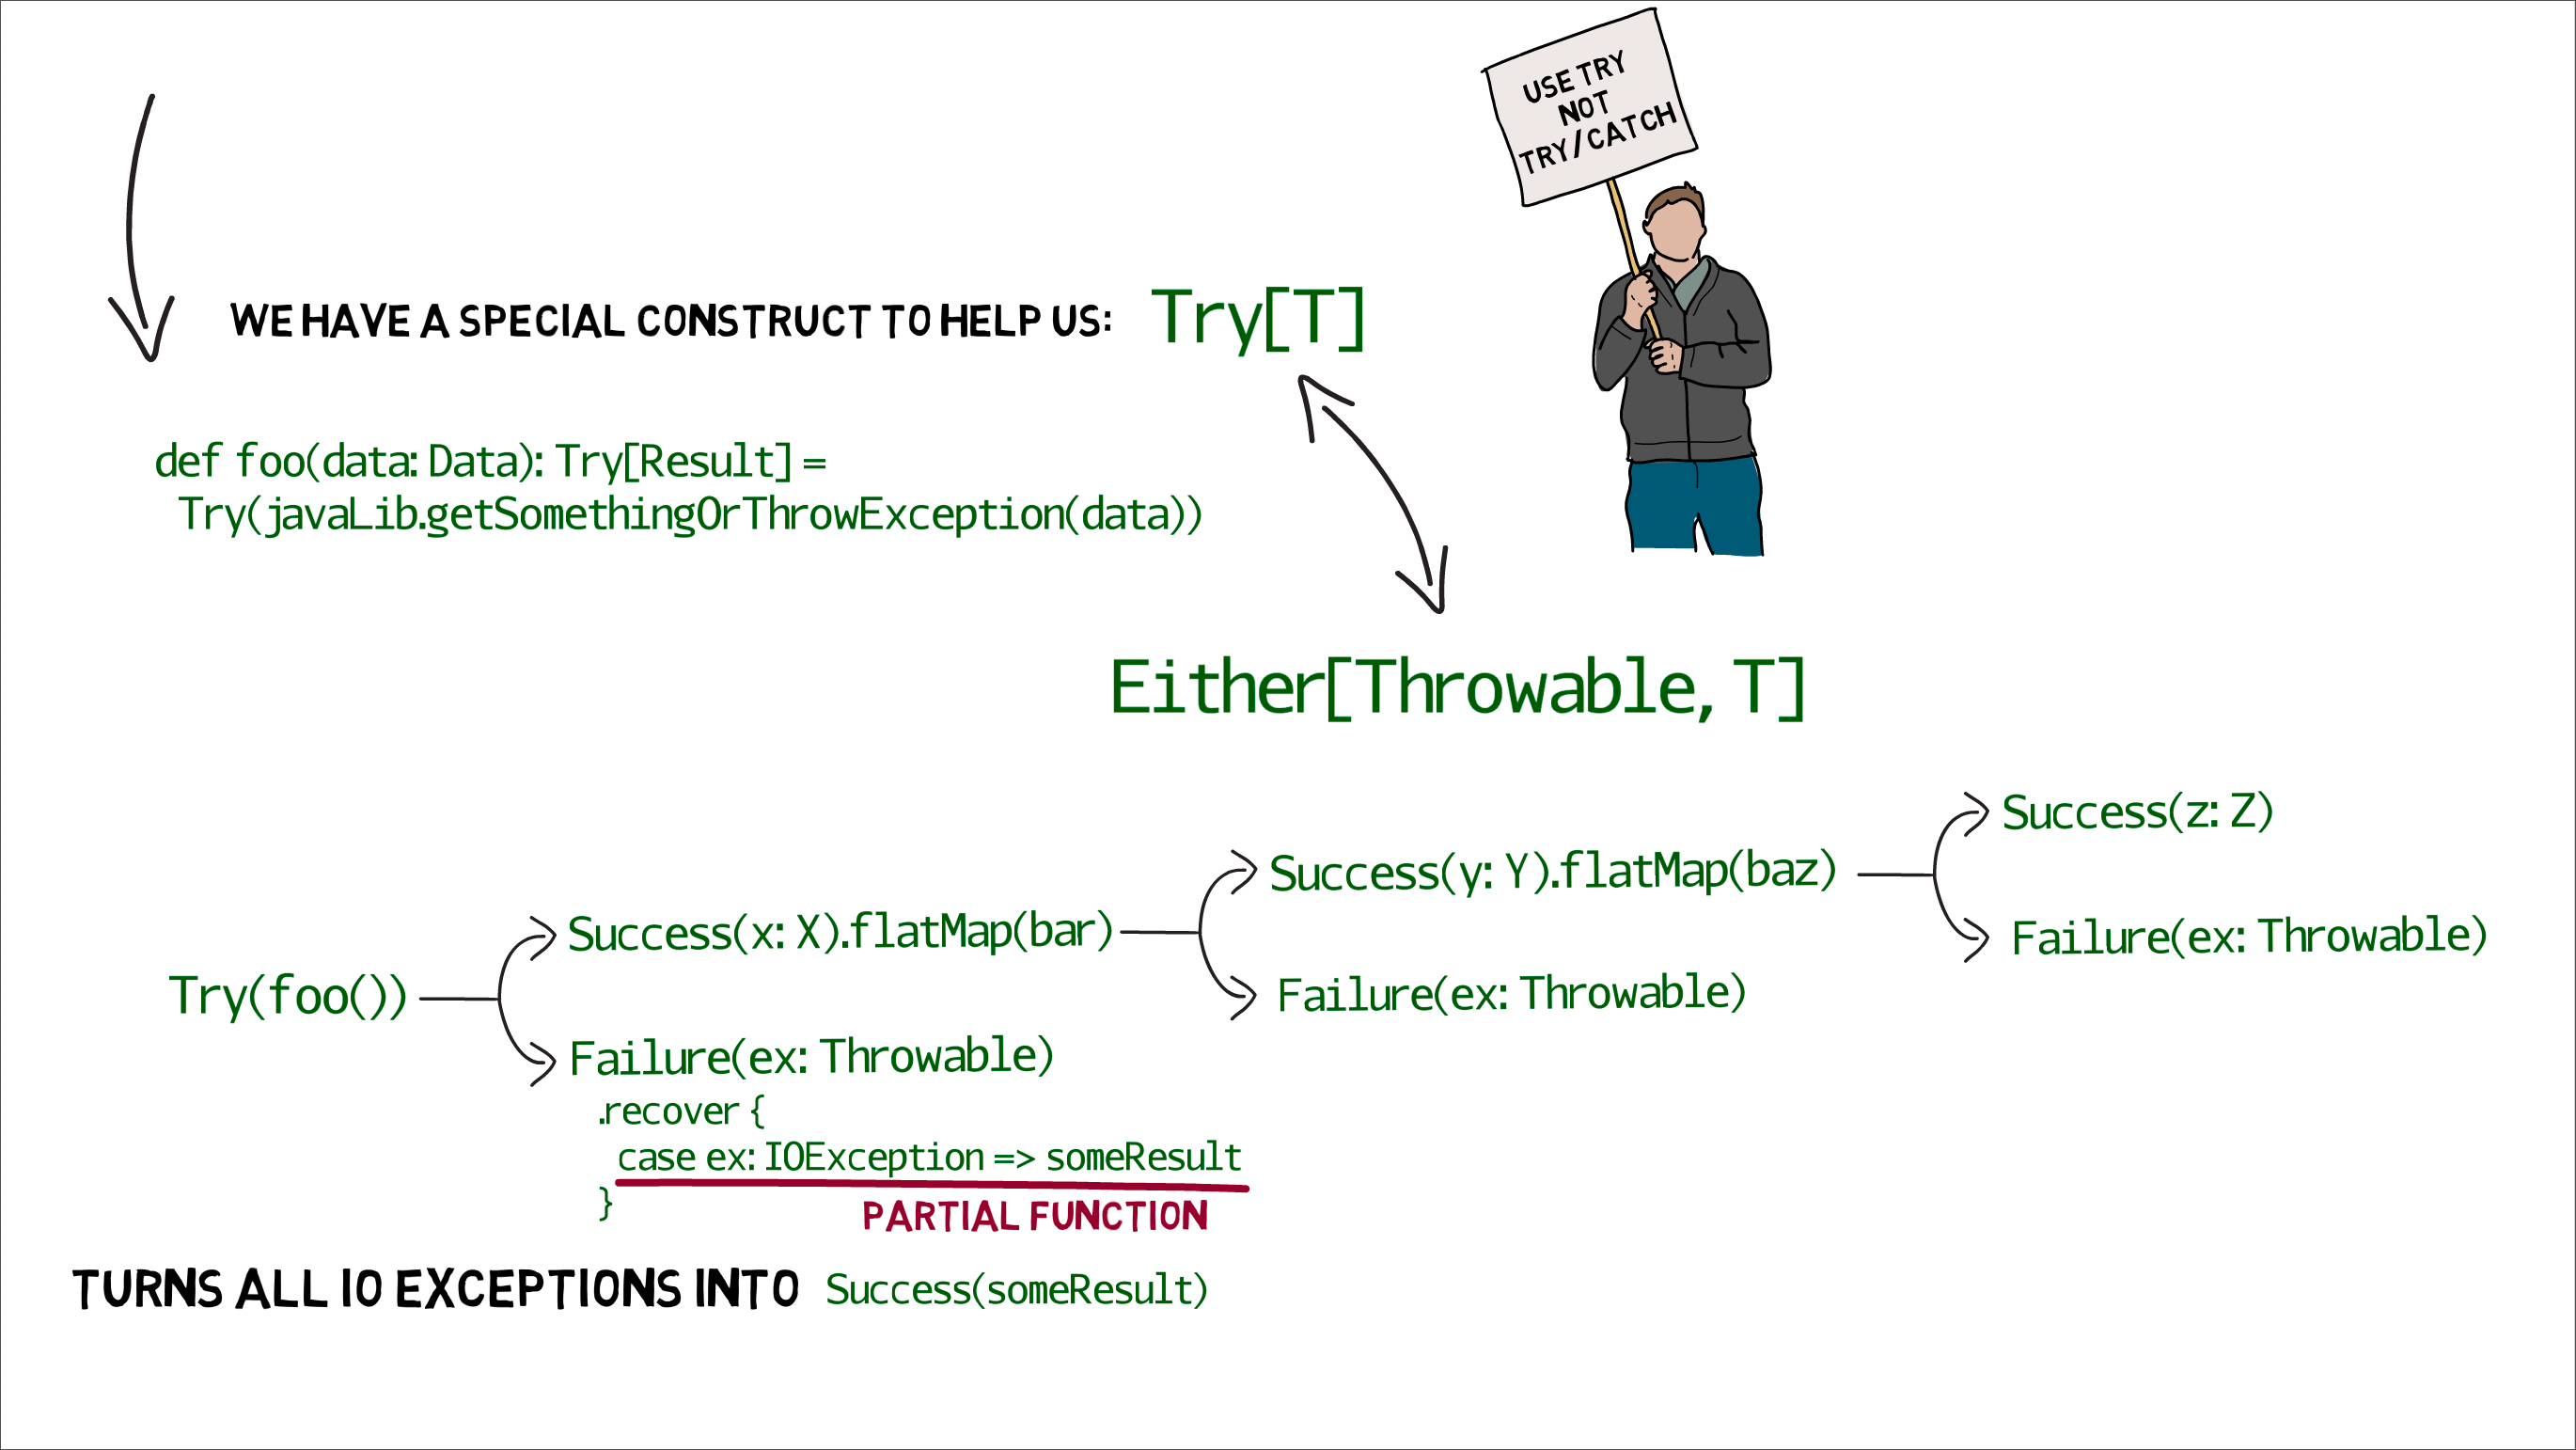 USE TRY
NOT
TRY/CATCH
WE HAVE A SPECIAL CONSTRUCT TO HELP US: Try[T]
def foo(data: Data): Try[Result] =
Try(javaLib.getSomethingOrThrowException(data))
Either[Throwable, T]
Try(foo())
Success(x: X).flatMap(bar)
Failure(ex: Throwable)
.recover {
case ex: IOException => someResult
}
PARTIAL FUNCTION
Success(y: Y).flatMap(baz)
Failure(ex: Throwable)
Success(z: Z)
Failure(ex: Throwable)
TURNS ALL IO EXCEPTIONS INTO Success(someResult)